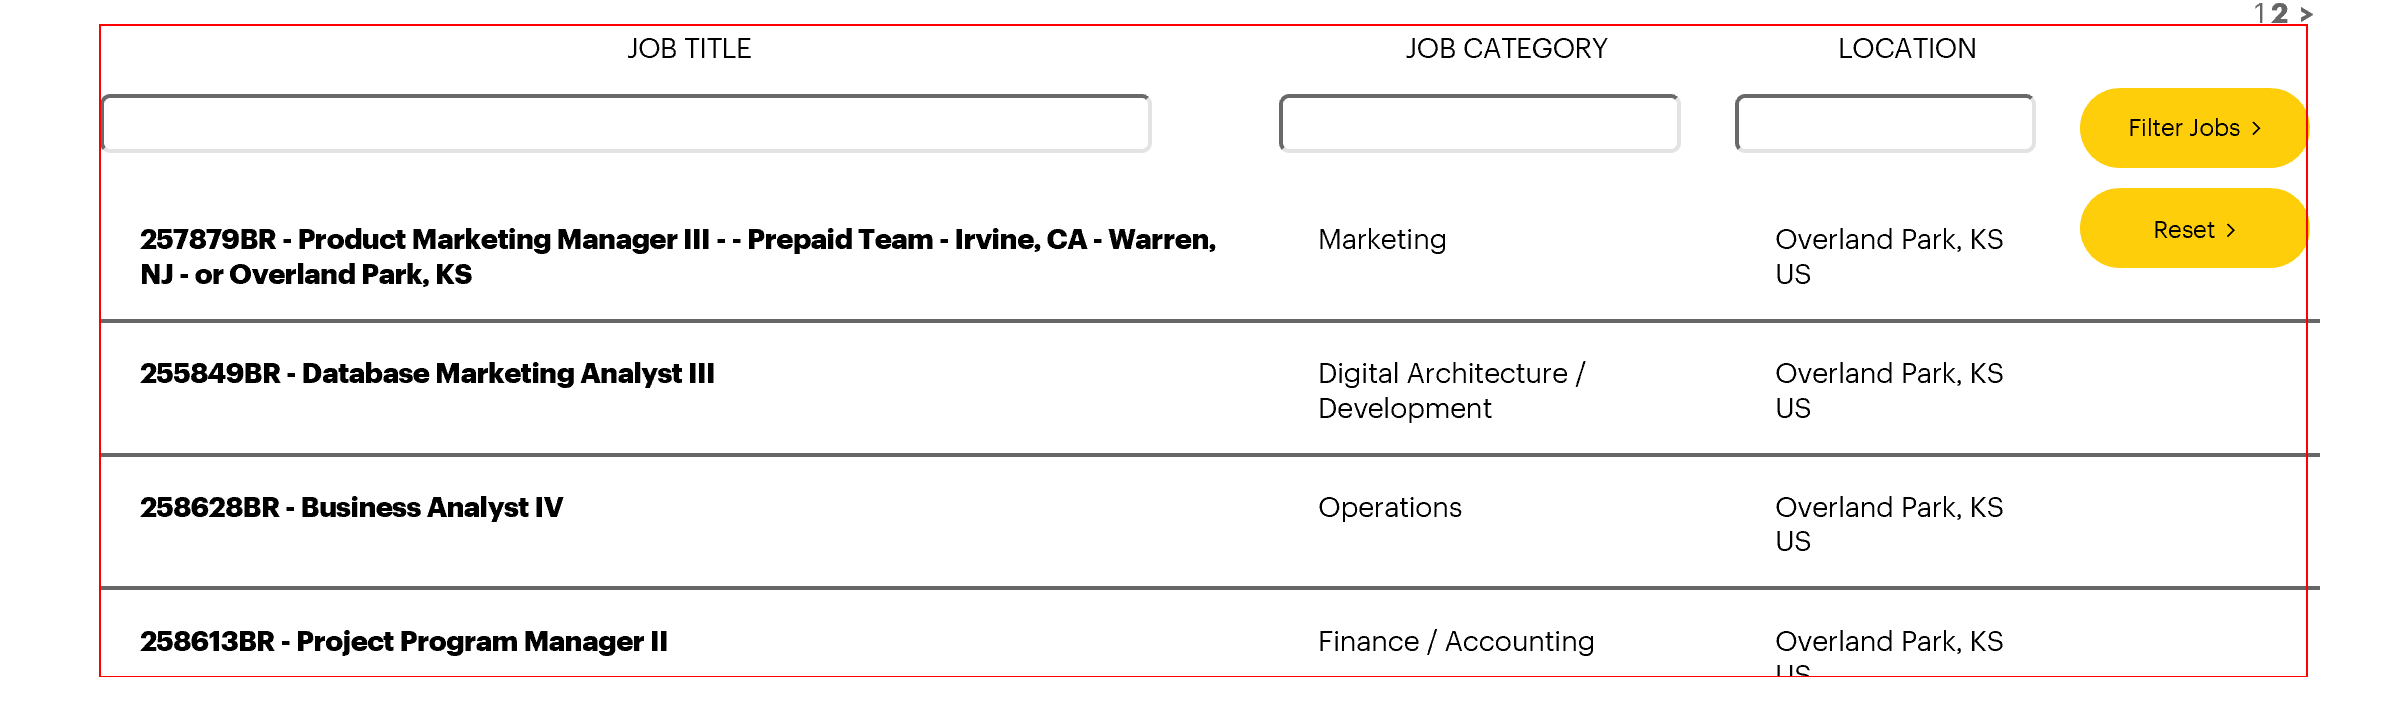 12 >
JOB TITLE JOB CATEGORY LOCATION
Filter Jobs >
Reset >
257879BR - Product Marketing Manager III - - Prepaid Team - Irvine, CA - Warren,
NJ - or Overland Park, KS
Marketing
Overland Park, KS
US
255849BR - Database Marketing Analyst III
Digital Architecture /
Development
Overland Park, KS
US
258628BR - Business Analyst IV
Operations
Overland Park, KS
US
258613BR - Project Program Manager II
Finance / Accounting
Overland Park, KS
US